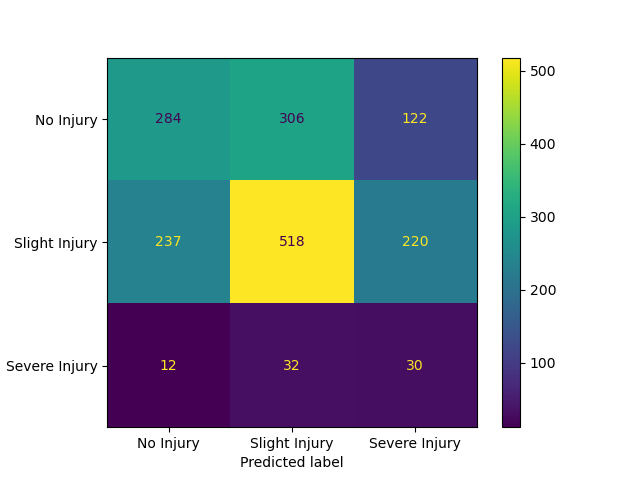 500
No Injury 284 306 122
400
300
Slight Injury 237 518 220
200
Severe Injury 12 32 30
100
No Injury Slight Injury Severe Injury
Predicted label